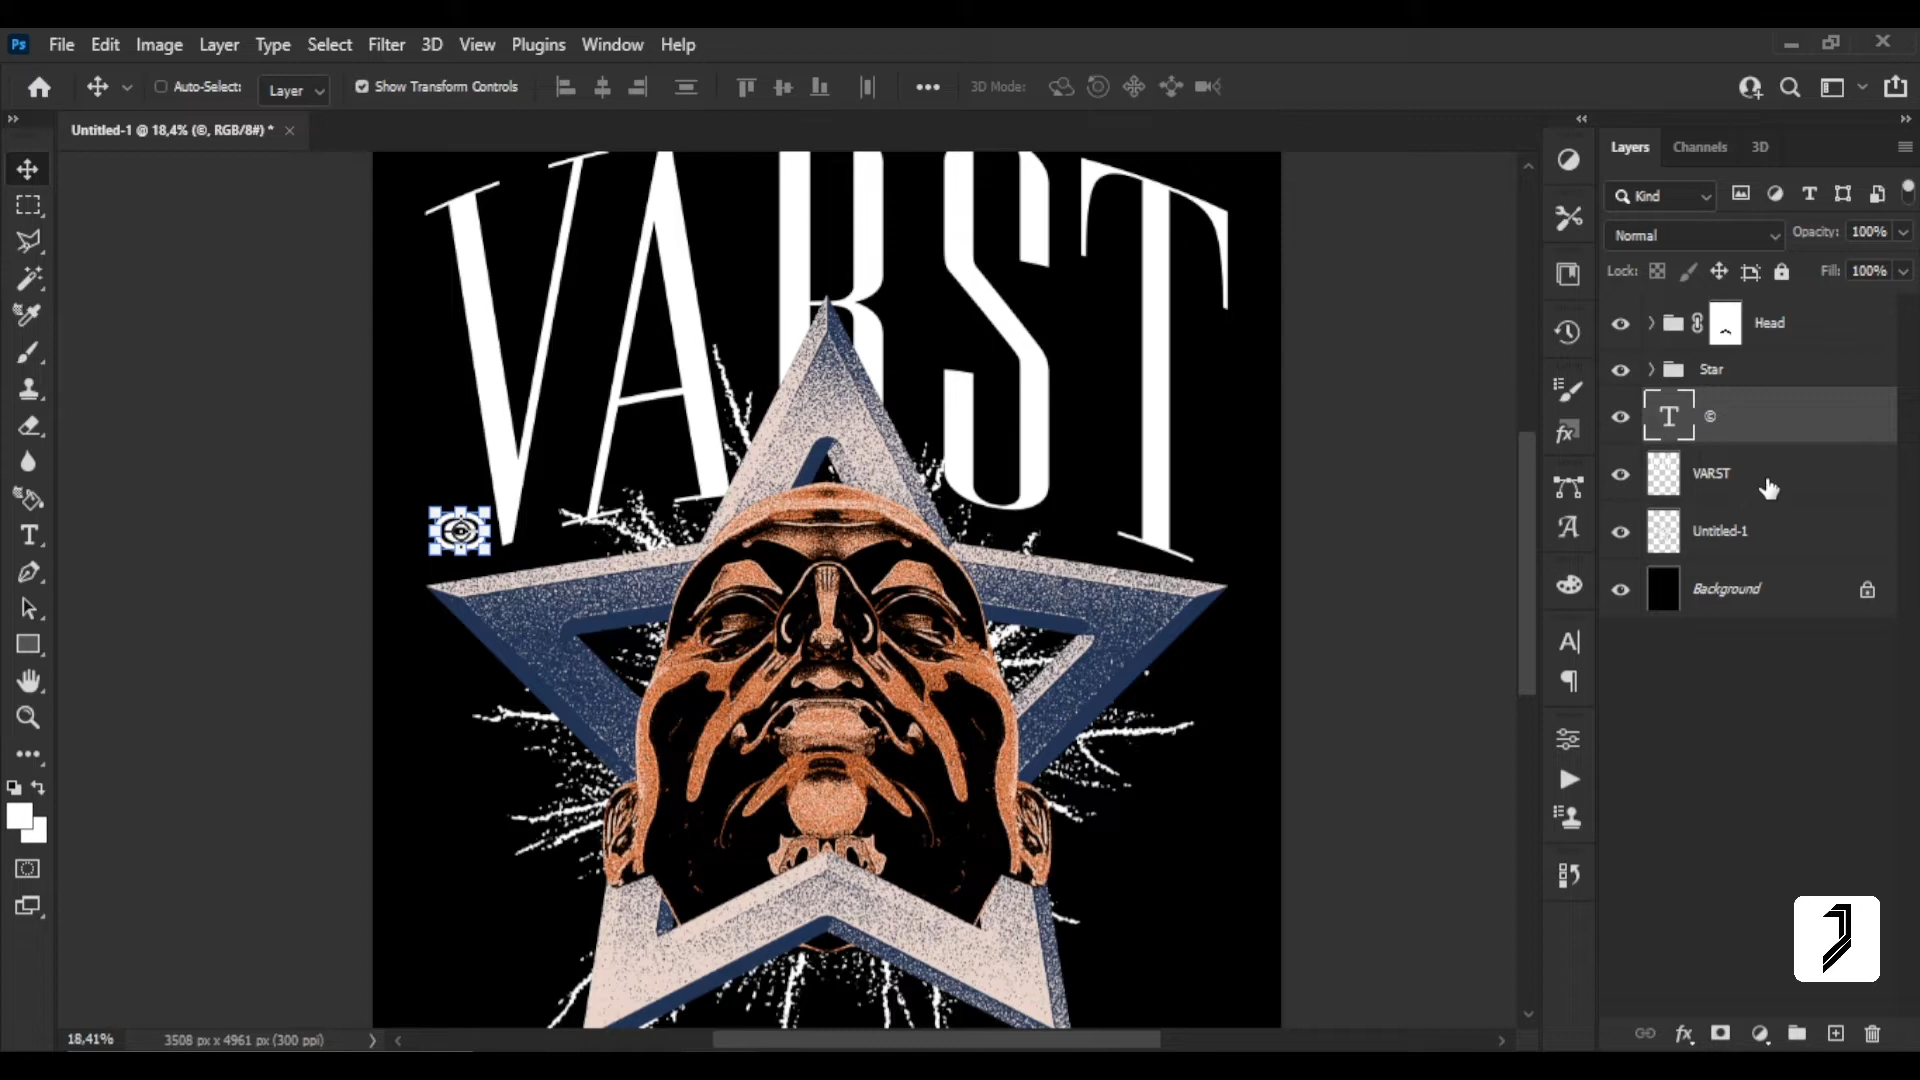 Ps File Edit Image Layer Type Select Filter 3D View Plugins Window Help
Auto-Select: Layer Show Transform Controls 3D Mode:
Untitled-1 @ 18,4% (©, RGB/8#) *
Layers Channels 3D
Kind
Normal Opacity: 100%
Lock: Fill: 100%
Head
Star
©
VARST
Untitled-1
Background
VARST
©
18,41% 3508 px x 4961 px (300 ppi)